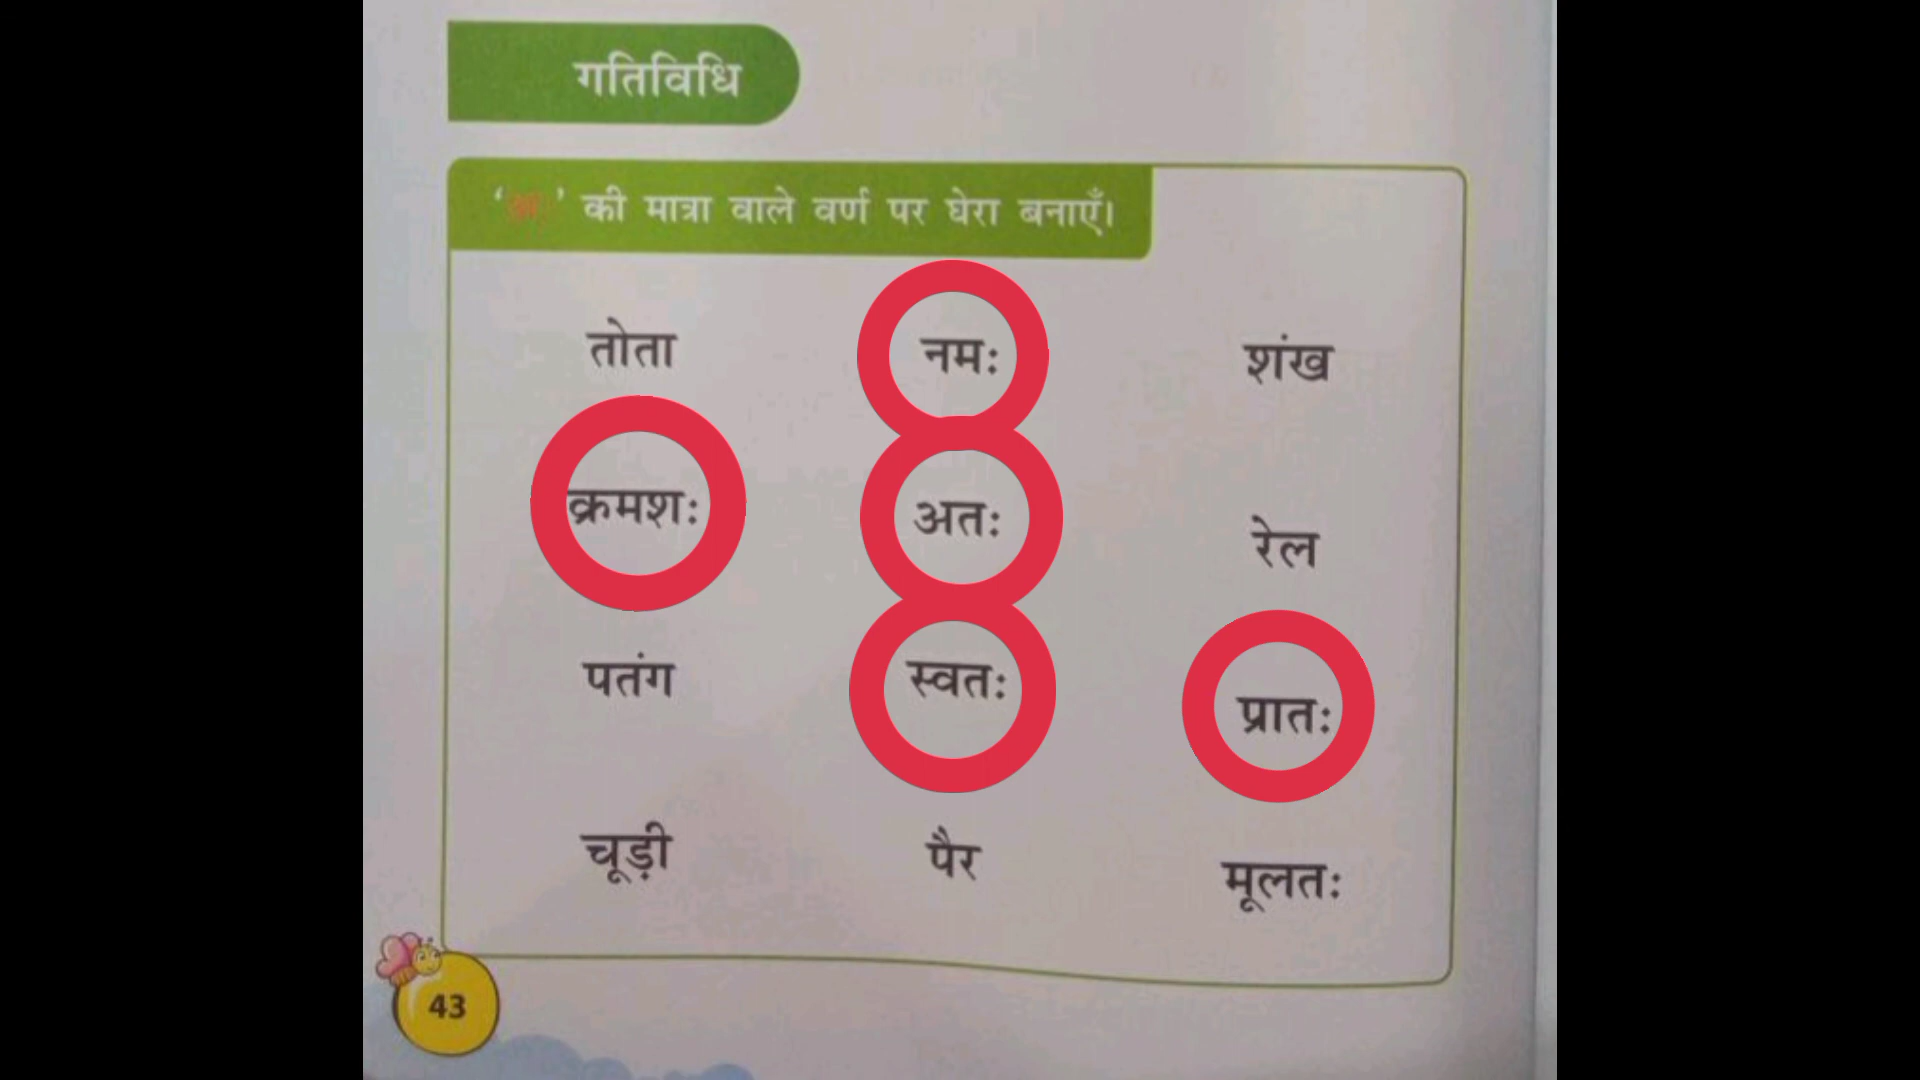 गतिविधि
'अः' की मात्रा वाले वर्ण पर घेरा बनाएँ।
तोता नमः शंख
क्रमशः अतः रेल
पतंग स्वतः प्रातः
चूड़ी पैर मूलतः
43